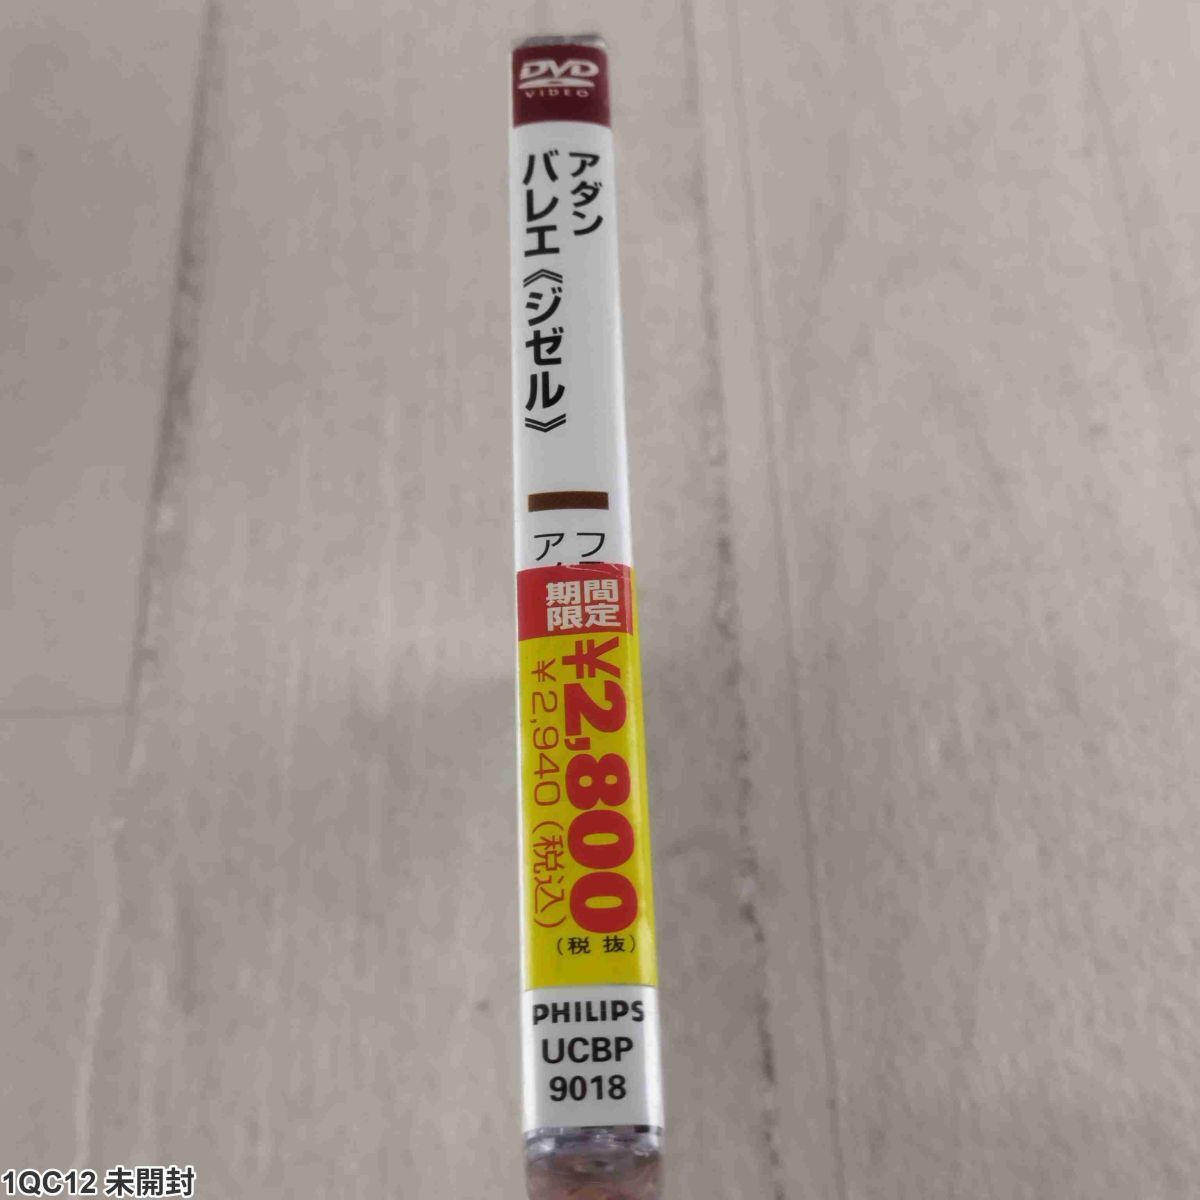 DVD
VIDEO
アダン
バレエ《ジゼル》
期間
限定
¥2,800
(税抜)
¥2,940(税込)
PHILIPS
UCBP
9018
1QC12 未開封